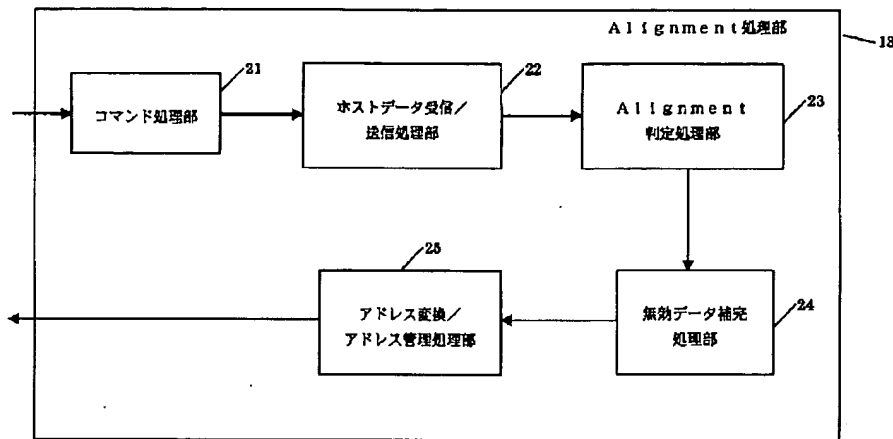 Alignment処理部
13
21
コマンド処理部
22
ホストデータ受信／
送信処理部
23
Alignment
判定処理部
25
アドレス変換／
アドレス管理処理部
24
無効データ補充
処理部